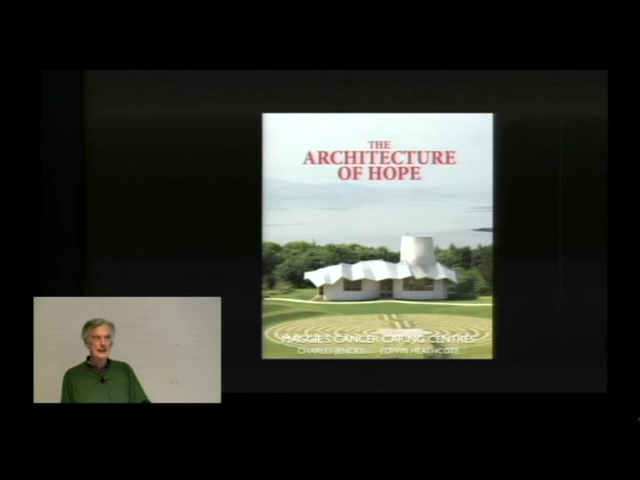 THE
ARCHITECTURE
OF HOPE
MAGGIE'S CANCER CARING CENTRES
CHARLES JENCKS EDWIN HEATHCOTE